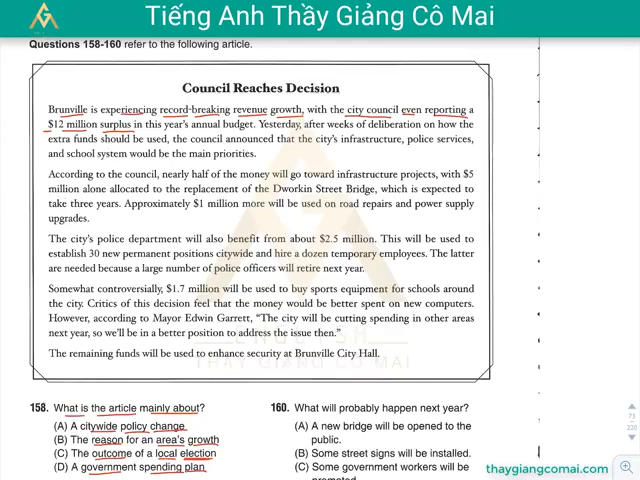 Tiếng Anh Thầy Giảng Cô Mai
Questions 158-160 refer to the following article.
Council Reaches Decision
Brunville is experiencing record-breaking revenue growth, with the city council even reporting a
$12 million surplus in this year's annual budget. Yesterday, after weeks of deliberation on how the
extra funds should be used, the council announced that the city's infrastructure, police services,
and school system would be the main priorities.
According to the council, nearly half of the money will go toward infrastructure projects, with $5
million alone allocated to the replacement of the Dworkin Street Bridge, which is expected to
take three years. Approximately $1 million more will be used on road repairs and power supply
upgrades.
The city's police department will also benefit from about $2.5 million. This will be used to
establish 30 new permanent positions citywide and hire a dozen temporary employees. The latter
are needed because a large number of police officers will retire next year.
Somewhat controversially, $1.7 million will be used to buy sports equipment for schools around
the city. Critics of this decision feel that the money would be better spent on new computers.
However, according to Mayor Edwin Garrett, "The city will be cutting spending in other areas
next year, so we'll be in a better position to address the issue then."
ENGLISH
THAY GIANG CO MAI
The remaining funds will be used to enhance security at Brunville City Hall.
158. What is the article mainly about?
(A) A citywide policy change
(B) The reason for an area's growth
(C) The outcome of a local election
(D) A government spending plan
160. What will probably happen next year?
(A) A new bridge will be opened to the
public.
(B) Some street signs will be installed.
(C) Some government workers will be
promoted.
73
220
thaygiangcomai.com